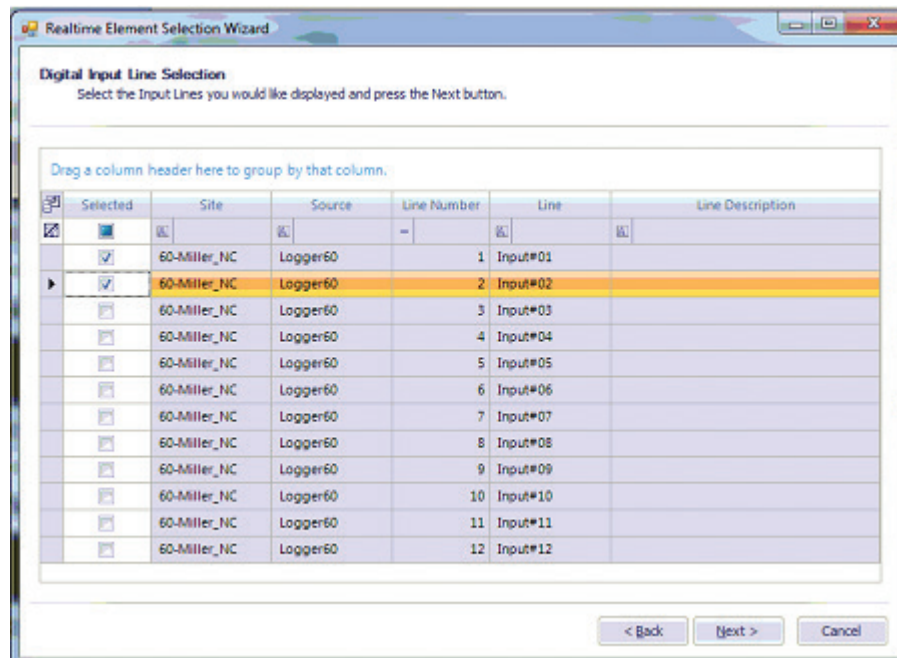 Realtime Element Selection Wizard
Digital Input Line Selection
Select the Input Lines you would like displayed and press the Next button.
Drag a column header here to group by that column.
Selected Site Source Line Number Line Line Description
=
60-Miller_NC Logger60 1 Input#01
60-Miller_NC Logger60 2 Input#02
60-Miller_NC Logger60 3 Input#03
60-Miller_NC Logger60 4 Input#04
60-Miller_NC Logger60 5 Input#05
60-Miller_NC Logger60 6 Input#06
60-Miller_NC Logger60 7 Input#07
60-Miller_NC Logger60 8 Input#08
60-Miller_NC Logger60 9 Input#09
60-Miller_NC Logger60 10 Input#10
60-Miller_NC Logger60 11 Input#11
60-Miller_NC Logger60 12 Input#12
< Back Next > Cancel